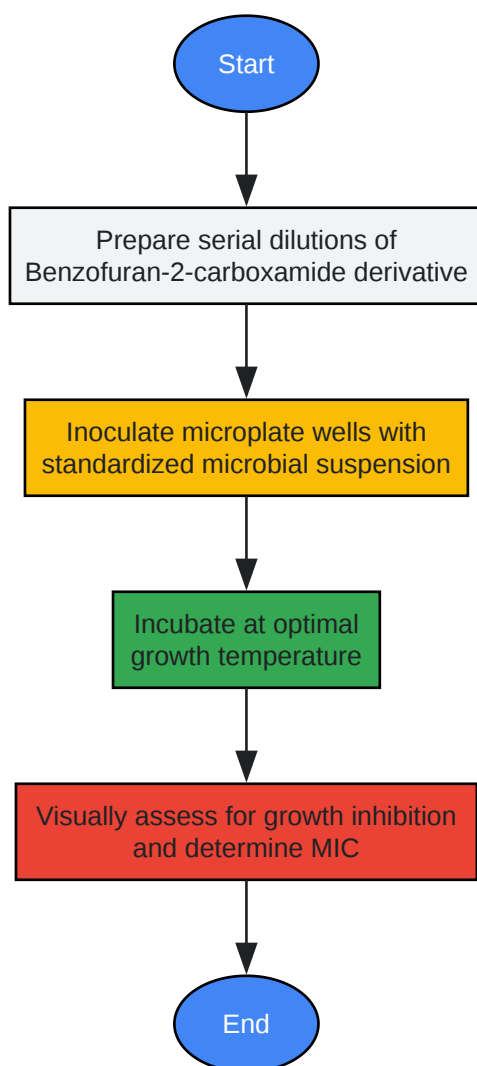 Start
Prepare serial dilutions of
Benzofuran-2-carboxamide derivative
Inoculate microplate wells with
standardized microbial suspension
Incubate at optimal
growth temperature
Visually assess for growth inhibition
and determine MIC
End